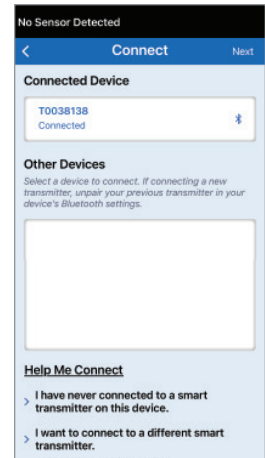 No Sensor Detected
Connect Next
Connected Device
T0038138
Connected
Other Devices
Select a device to connect. If connecting a new
transmitter, unpair your previous transmitter in your
device's Bluetooth settings.
Help Me Connect
I have never connected to a smart
transmitter on this device.
I want to connect to a different smart
transmitter.